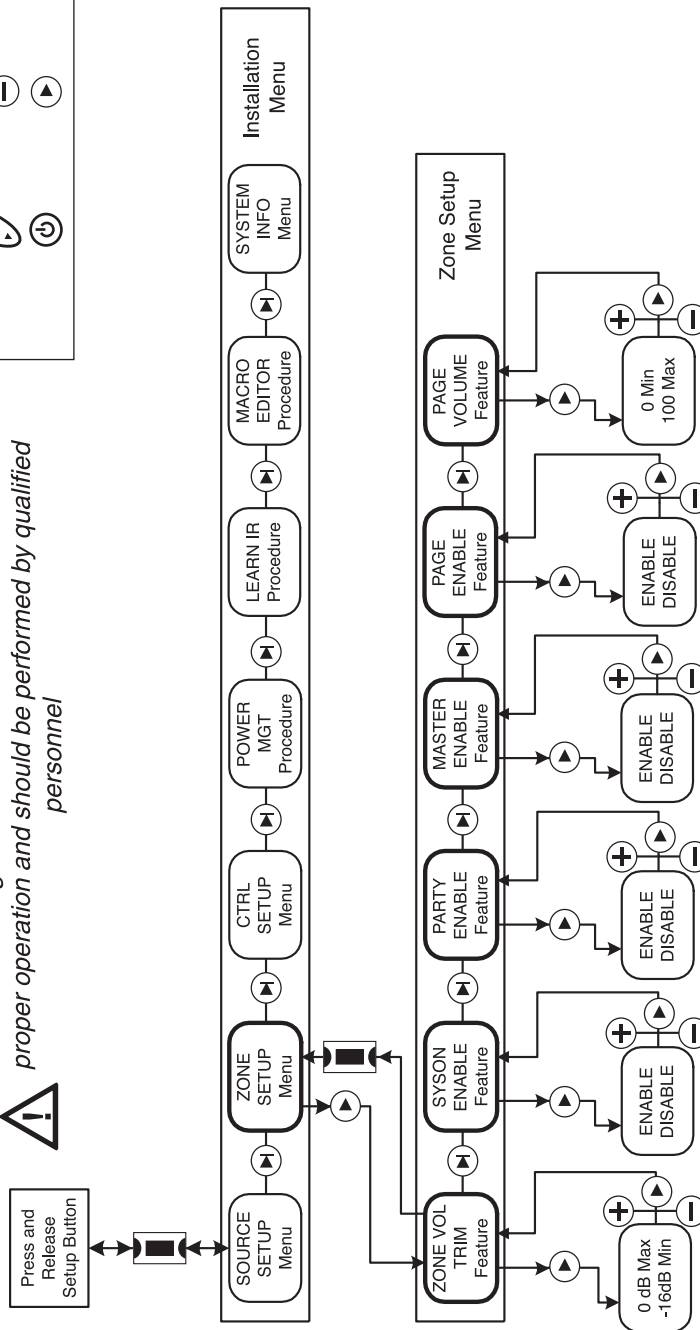 proper operation and should be performed by qualified
personnel
Press and
Release
Setup Button
SOURCE
SETUP
Menu
ZONE
SETUP
Menu
CTRL
SETUP
Menu
POWER
MGT
Procedure
LEARN IR
Procedure
MACRO
EDITOR
Procedure
SYSTEM
INFO
Menu
Installation
Menu
ZONE VOL
TRIM
Feature
SYSON
ENABLE
Feature
PARTY
ENABLE
Feature
MASTER
ENABLE
Feature
PAGE
ENABLE
Feature
PAGE
VOLUME
Feature
Zone Setup
Menu
0 dB Max
-16dB Min
ENABLE
DISABLE
ENABLE
DISABLE
ENABLE
DISABLE
ENABLE
DISABLE
0 Min
100 Max